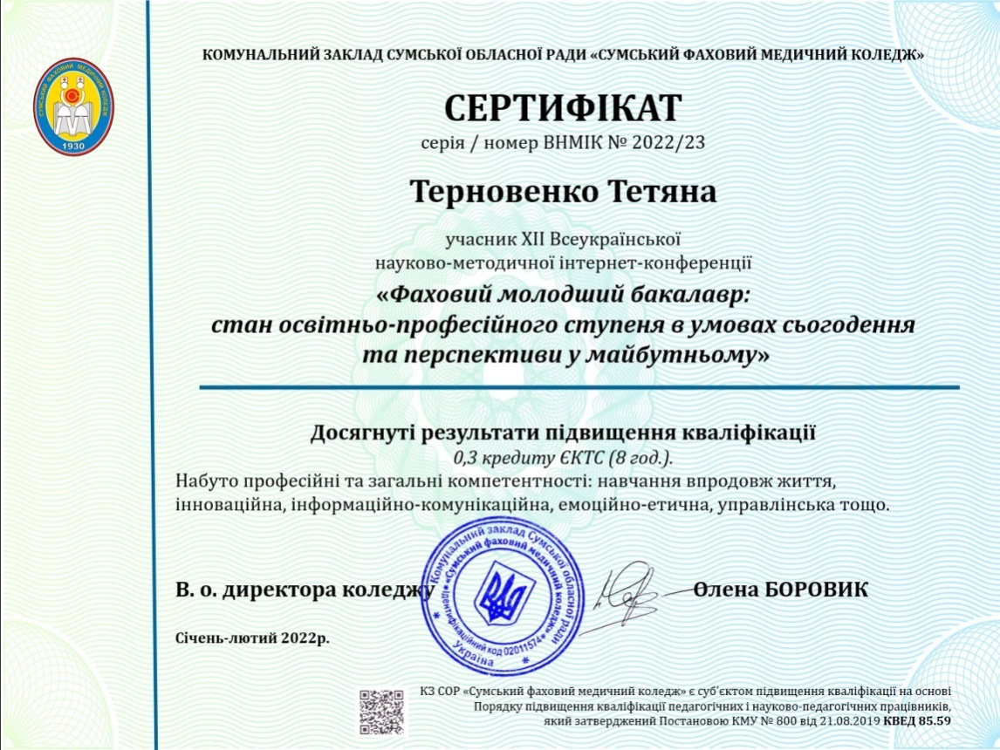 КОМУНАЛЬНИЙ ЗАКЛАД СУМСЬКОЇ ОБЛАСНОЇ РАДИ «СУМСЬКИЙ ФАХОВИЙ МЕДИЧНИЙ КОЛЕДЖ»
СУМСЬКИЙ ФАХОВИЙ МЕДИЧНИЙ КОЛЕДЖ
1930
СЕРТИФІКАТ
серія / номер ВНМІК № 2022/23
Терновенко Тетяна
учасник ХІІ Всеукраїнської
науково-методичної інтернет-конференції
«Фаховий молодший бакалавр:
стан освітньо-професійного ступеня в умовах сьогодення
та перспективи у майбутньому»
Досягнуті результати підвищення кваліфікації
0,3 кредиту ЄКТС (8 год.).
Набуто професійні та загальні компетентності: навчання впродовж життя,
інноваційна, інформаційно-комунікаційна, емоційно-етична, управлінська тощо.
В. о. директора коледжу
Олена БОРОВИК
* Комунальний заклад Сумської обласної ради *
Україна
«Сумський фаховий медичний коледж»
* Ідентифікаційний код 02011574 *
Січень-лютий 2022р.
КЗ СОР «Сумський фаховий медичний коледж» є суб'єктом підвищення кваліфікації на основі
Порядку підвищення кваліфікації педагогічних і науково-педагогічних працівників,
який затверджений Постановою КМУ № 800 від 21.08.2019 КВЕД 85.59